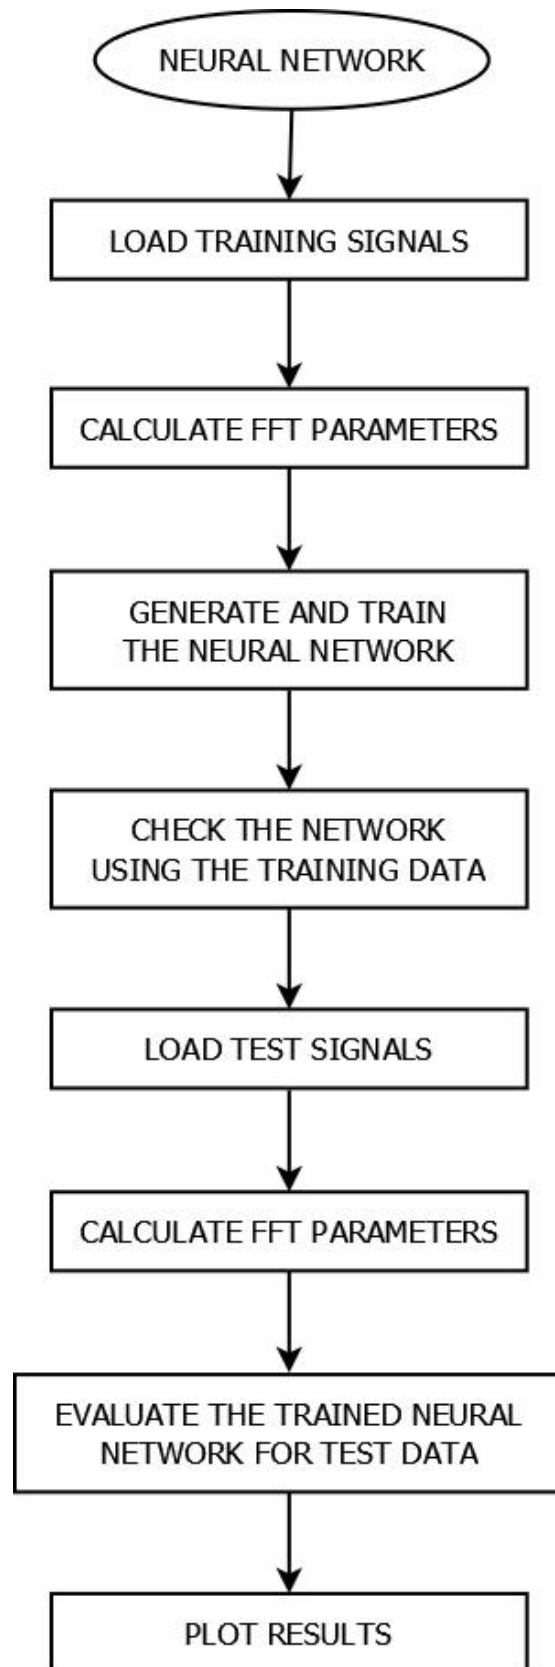 NEURAL NETWORK
LOAD TRAINING SIGNALS
CALCULATE FFT PARAMETERS
GENERATE AND TRAIN
THE NEURAL NETWORK
CHECK THE NETWORK
USING THE TRAINING DATA
LOAD TEST SIGNALS
CALCULATE FFT PARAMETERS
EVALUATE THE TRAINED NEURAL
NETWORK FOR TEST DATA
PLOT RESULTS